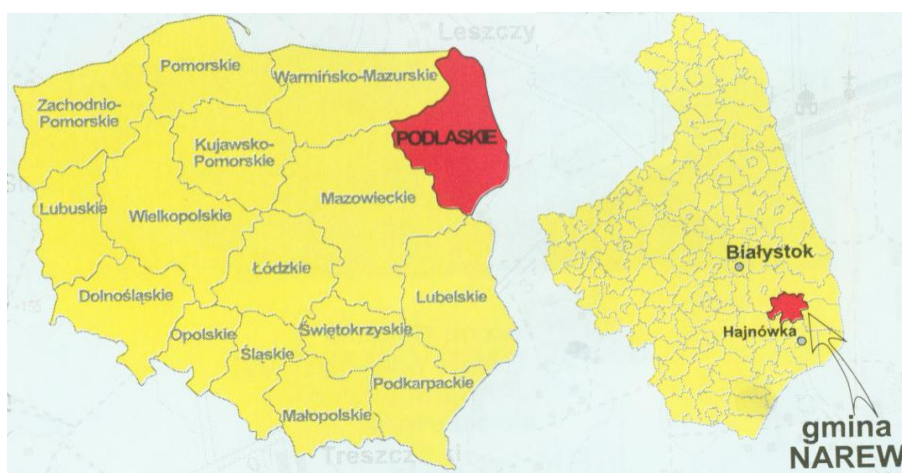 Leszczy
Pomorskie
Warmińsko-Mazurskie
Zachodnio-
Pomorskie
PODLASKIE
Kujawsko-
Pomorskie
Mazowieckie
Lubuskie
Wielkopolskie
Białystok
Łódzkie
Dolnośląskie
Lubelskie
Opolskie
Świętokrzyskie
Hajnówka
Śląskie
Podkarpackie
Małopolskie
gmina
NAREW